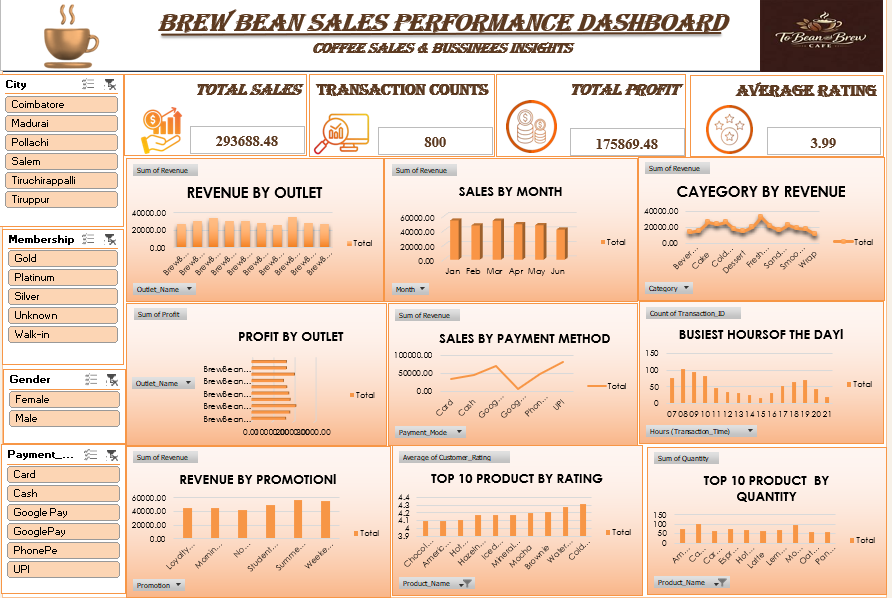 BREW BEAN SALES PERFORMANCE DASHBOARD
COFFEE SALES & BUSSINEES INSIGHTS
To Bean and Brew
CAFE
City
Coimbatore
Madurai
Pollachi
Salem
Tiruchirappalli
Tiruppur
Membership
Gold
Platinum
Silver
Unknown
Walk-in
Gender
Female
Male
Payment_...
Card
Cash
Google Pay
GooglePay
PhonePe
UPI
TOTAL SALES
293688.48
TRANSACTION COUNTS
800
TOTAL PROFIT
175869.48
AVERAGE RATING
3.99
Sum of Revenue
REVENUE BY OUTLET
40000.00
20000.00
0.00
BrewB... BrewB... BrewB... BrewB... BrewB... BrewB... BrewB... BrewB... BrewB... BrewB...
Total
Outlet_Name
Sum of Revenue
SALES BY MONTH
60000.00
40000.00
20000.00
0.00
Jan Feb Mar Apr May Jun
Total
Month
Sum of Revenue
CAYEGORY BY REVENUE
40000.00
20000.00
0.00
Bever... Cake Cold... Dessert Fresh... Sand... Smoo... Wrap
Total
Category
Sum of Profit
PROFIT BY OUTLET
BrewBean...
BrewBean...
BrewBean...
BrewBean...
BrewBean...
Total
Outlet_Name
Sum of Revenue
SALES BY PAYMENT METHOD
100000.00
50000.00
0.00
Card Cash Goog... Goog... Phon... UPI
Total
Payment_Mode
Count of Transaction_ID
BUSIEST HOURSOF THE DAY
150
100
50
0
07 08 09 10 11 12 13 14 15 16 17 18 19 20 21
Total
Hours (Transaction_Time)
Sum of Revenue
REVENUE BY PROMOTION
60000.00
40000.00
20000.00
0.00
Loyalty... Mornin... No... Student... Summe... Weeke...
Total
Promotion
Average of Customer_Rating
TOP 10 PRODUCT BY RATING
4.4
4.3
4.2
4.1
4
3.9
Chocol... Americ... Hot... Hazeln... Iced... Mineral... Mocha Brownie Water... Cold...
Total
Product_Name
Sum of Quantity
TOP 10 PRODUCT BY
QUANTITY
150
100
50
0
Am... Ca... Car... Esp... Hot... Latte Lem... Mo... Oat... Pan...
Total
Product_Name